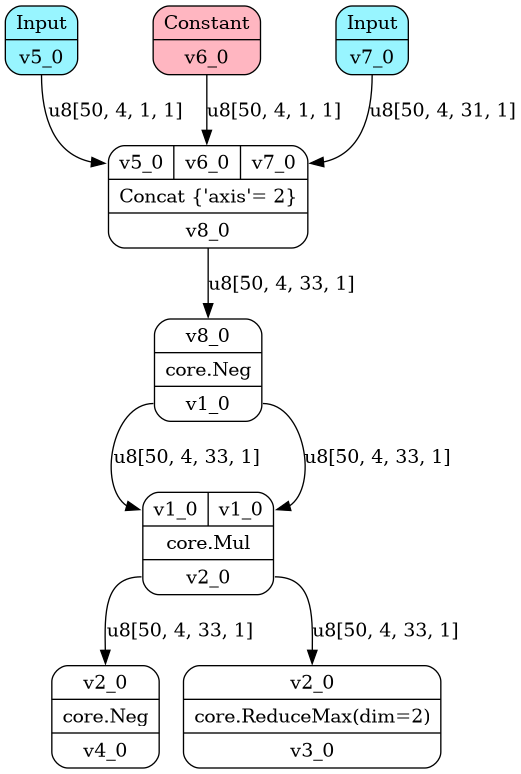 Input
v5_0
Constant
v6_0
Input
v7_0
u8[50, 4, 1, 1]
u8[50, 4, 1, 1]
u8[50, 4, 31, 1]
v5_0 v6_0 v7_0
Concat {'axis'= 2}
v8_0
u8[50, 4, 33, 1]
v8_0
core.Neg
v1_0
u8[50, 4, 33, 1]
u8[50, 4, 33, 1]
v1_0 v1_0
core.Mul
v2_0
u8[50, 4, 33, 1]
u8[50, 4, 33, 1]
v2_0
core.Neg
v4_0
v2_0
core.ReduceMax(dim=2)
v3_0